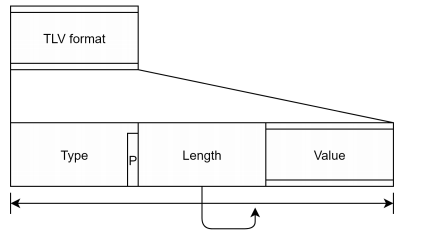 TLV format
Type
P
Length
Value